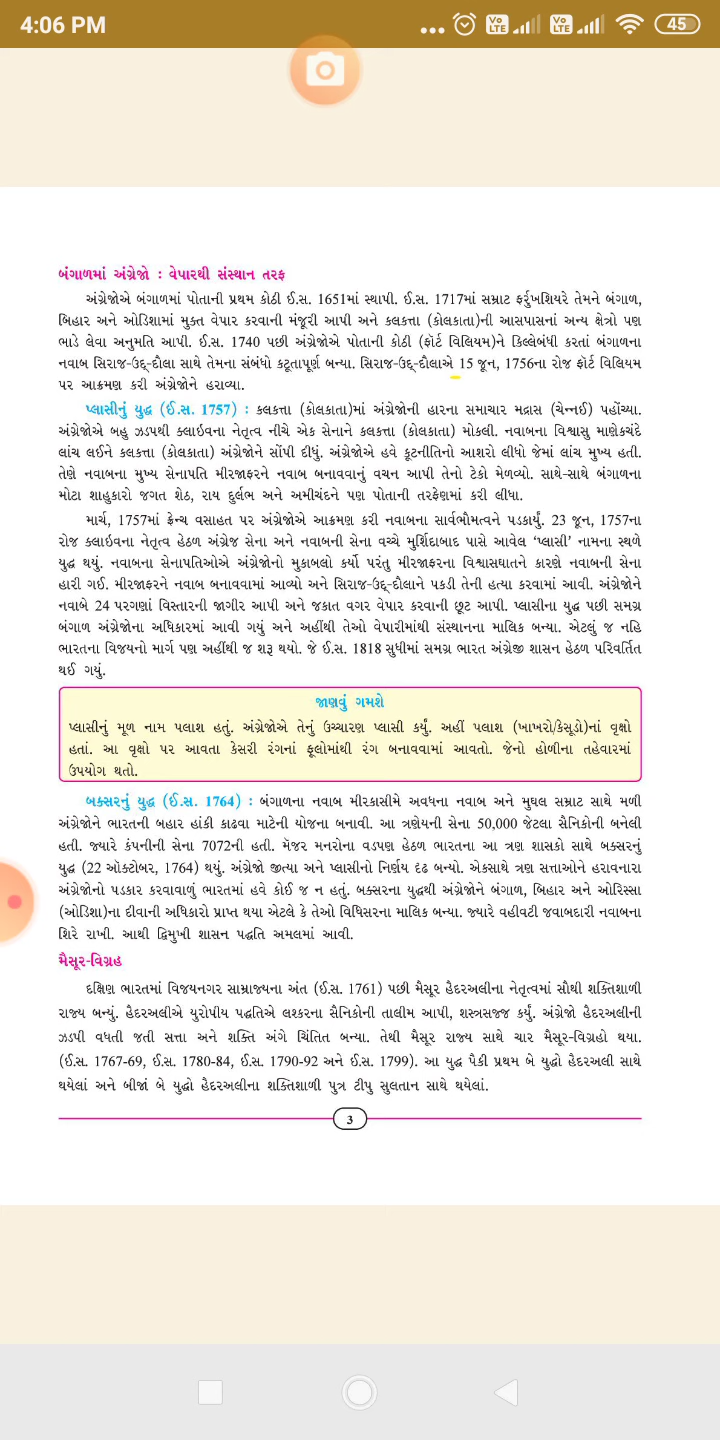 4:06 PM
Vo LTE
Vo LTE
45
બંગાળમાં અંગ્રેજો : વેપારથી સંસ્થાન તરફ
અંગ્રેજોએ બંગાળમાં પોતાની પ્રથમ કોઠી ઈ.સ. 1651માં સ્થાપી. ઈ.સ. 1717માં સમ્રાટ ફર્રુખશિયરે તેમને બંગાળ,
બિહાર અને ઓડિશામાં મુક્ત વેપાર કરવાની મંજૂરી આપી અને કલકત્તા (કોલકાતા)ની આસપાસનાં અન્ય ક્ષેત્રો પણ
ભાડે લેવા અનુમતિ આપી. ઈ.સ. 1740 પછી અંગ્રેજોએ પોતાની કોઠી (ફૉર્ટ વિલિયમ)ને કિલ્લેબંધી કરતાં બંગાળના
નવાબ સિરાજ-ઉદ્-દૌલા સાથે તેમના સંબંધો કટૂતાપૂર્ણ બન્યા. સિરાજ-ઉદ્-દૌલાએ 15 જૂન, 1756ના રોજ ફૉર્ટ વિલિયમ
પર આક્રમણ કરી અંગ્રેજોને હરાવ્યા.
પ્લાસીનું યુદ્ધ (ઈ.સ. 1757) : કલકત્તા (કોલકાતા)માં અંગ્રેજોની હારના સમાચાર મદ્રાસ (ચેન્નઈ) પહોંચ્યા.
અંગ્રેજોએ બહુ ઝડપથી ક્લાઇવના નેતૃત્વ નીચે એક સેનાને કલકત્તા (કોલકાતા) મોકલી. નવાબના વિશ્વાસુ માણેકચંદે
લાંચ લઈને કલકત્તા (કોલકાતા) અંગ્રેજોને સોંપી દીધું. અંગ્રેજોએ હવે કૂટનીતિનો આશરો લીધો જેમાં લાંચ મુખ્ય હતી.
તેણે નવાબના મુખ્ય સેનાપતિ મીરજાફરને નવાબ બનાવવાનું વચન આપી તેનો ટેકો મેળવ્યો. સાથે-સાથે બંગાળના
મોટા શાહુકારો જગત શેઠ, રાય દુર્લભ અને અમીચંદને પણ પોતાની તરફેણમાં કરી લીધા.
માર્ચ, 1757માં ફ્રેન્ચ વસાહત પર અંગ્રેજોએ આક્રમણ કરી નવાબના સાર્વભૌમત્વને પડકાર્યું. 23 જૂન, 1757ના
રોજ ક્લાઇવના નેતૃત્વ હેઠળ અંગ્રેજ સેના અને નવાબની સેના વચ્ચે મુર્શિદાબાદ પાસે આવેલ ‘પ્લાસી’ નામના સ્થળે
યુદ્ધ થયું. નવાબના સેનાપતિઓએ અંગ્રેજોનો મુકાબલો કર્યો પરંતુ મીરજાફરના વિશ્વાસઘાતને કારણે નવાબની સેના
હારી ગઈ. મીરજાફરને નવાબ બનાવવામાં આવ્યો અને સિરાજ-ઉદ્-દૌલાને પકડી તેની હત્યા કરવામાં આવી. અંગ્રેજોને
નવાબે 24 પરગણાં વિસ્તારની જાગીર આપી અને જકાત વગર વેપાર કરવાની છૂટ આપી. પ્લાસીના યુદ્ધ પછી સમગ્ર
બંગાળ અંગ્રેજોના અધિકારમાં આવી ગયું અને અહીંથી તેઓ વેપારીમાંથી સંસ્થાનના માલિક બન્યા. એટલું જ નહિ
ભારતના વિજયનો માર્ગ પણ અહીંથી જ શરૂ થયો. જે ઈ.સ. 1818 સુધીમાં સમગ્ર ભારત અંગ્રેજી શાસન હેઠળ પરિવર્તિત
થઈ ગયું.
જાણવું ગમશે
પ્લાસીનું મૂળ નામ પલાશ હતું. અંગ્રેજોએ તેનું ઉચ્ચારણ પ્લાસી કર્યું. અહીં પલાશ (ખાખરો/કેસૂડો)નાં વૃક્ષો
હતાં. આ વૃક્ષો પર આવતા કેસરી રંગનાં ફૂલોમાંથી રંગ બનાવવામાં આવતો. જેનો હોળીના તહેવારમાં
ઉપયોગ થતો.
બક્સરનું યુદ્ધ (ઈ.સ. 1764) : બંગાળના નવાબ મીરકાસીમે અવધના નવાબ અને મુઘલ સમ્રાટ સાથે મળી
અંગ્રેજોને ભારતની બહાર હાંકી કાઢવા માટેની યોજના બનાવી. આ ત્રણેયની સેના 50,000 જેટલા સૈનિકોની બનેલી
હતી. જ્યારે કંપનીની સેના 7072ની હતી. મૅજર મનરોના વડપણ હેઠળ ભારતના આ ત્રણ શાસકો સાથે બક્સરનું
યુદ્ધ (22 ઑક્ટોબર, 1764) થયું. અંગ્રેજો જીત્યા અને પ્લાસીનો નિર્ણય દૃઢ બન્યો. એકસાથે ત્રણ સત્તાઓને હરાવનારા
અંગ્રેજોનો પડકાર કરવાવાળું ભારતમાં હવે કોઈ જ ન હતું. બક્સરના યુદ્ધથી અંગ્રેજોને બંગાળ, બિહાર અને ઓરિસ્સા
(ઓડિશા)ના દીવાની અધિકારો પ્રાપ્ત થયા એટલે કે તેઓ વિધિસરના માલિક બન્યા. જ્યારે વહીવટી જવાબદારી નવાબના
શિરે રાખી. આથી દ્વિમુખી શાસન પદ્ધતિ અમલમાં આવી.
મૈસૂર-વિગ્રહ
દક્ષિણ ભારતમાં વિજયનગર સામ્રાજ્યના અંત (ઈ.સ. 1761) પછી મૈસૂર હૈદરઅલીના નેતૃત્વમાં સૌથી શક્તિશાળી
રાજ્ય બન્યું. હૈદરઅલીએ યુરોપીય પદ્ધતિએ લશ્કરના સૈનિકોની તાલીમ આપી, શસ્ત્રસજ્જ કર્યું. અંગ્રેજો હૈદરઅલીની
ઝડપી વધતી જતી સત્તા અને શક્તિ અંગે ચિંતિત બન્યા. તેથી મૈસૂર રાજ્ય સાથે ચાર મૈસૂર-વિગ્રહો થયા.
(ઈ.સ. 1767-69, ઈ.સ. 1780-84, ઈ.સ. 1790-92 અને ઈ.સ. 1799). આ યુદ્ધ પૈકી પ્રથમ બે યુદ્ધો હૈદરઅલી સાથે
થયેલાં અને બીજાં બે યુદ્ધો હૈદરઅલીના શક્તિશાળી પુત્ર ટીપુ સુલતાન સાથે થયેલાં.
3